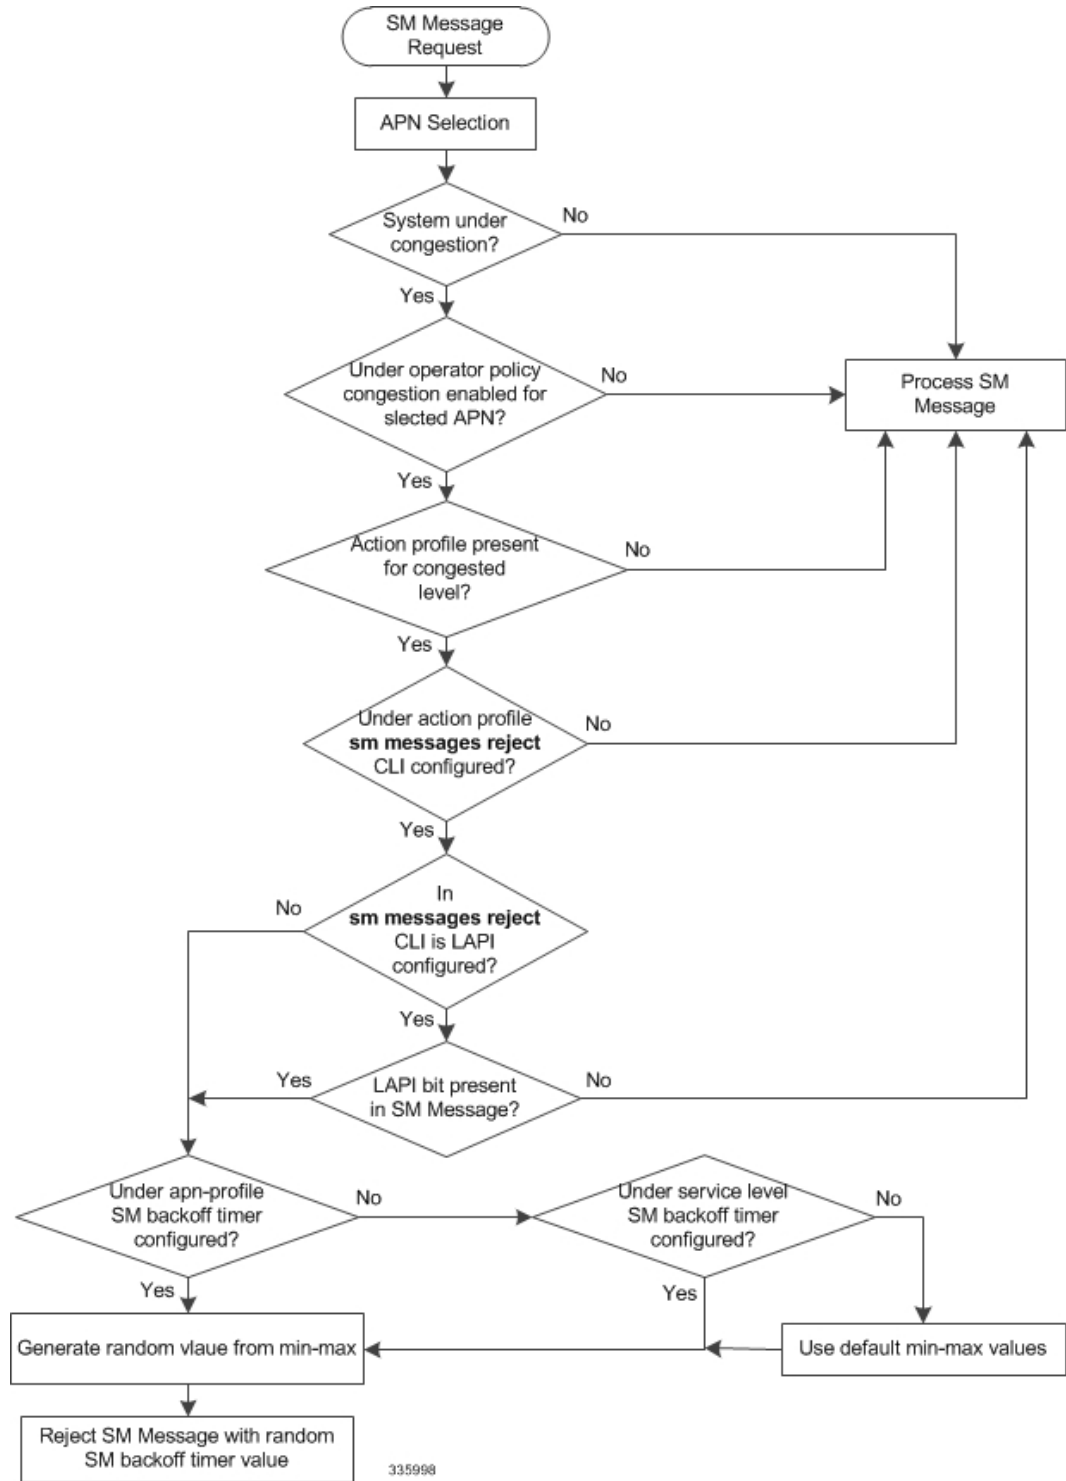 SM Message
Request
APN Selection
System under
congestion?
No
Yes
Under operator policy
congestion enabled for
slected APN?
No
Process SM
Message
Yes
Action profile present
for congested
level?
No
Yes
Under action profile
sm messages reject
CLI configured?
No
Yes
In
sm messages reject
CLI is LAPI
configured?
No
Yes
LAPI bit present
in SM Message?
Yes
No
Under apn-profile
SM backoff timer
configured?
No
Under service level
SM backoff timer
configured?
No
Yes
Yes
Generate random vlaue from min-max
Use default min-max values
Reject SM Message with random
SM backoff timer value
335998